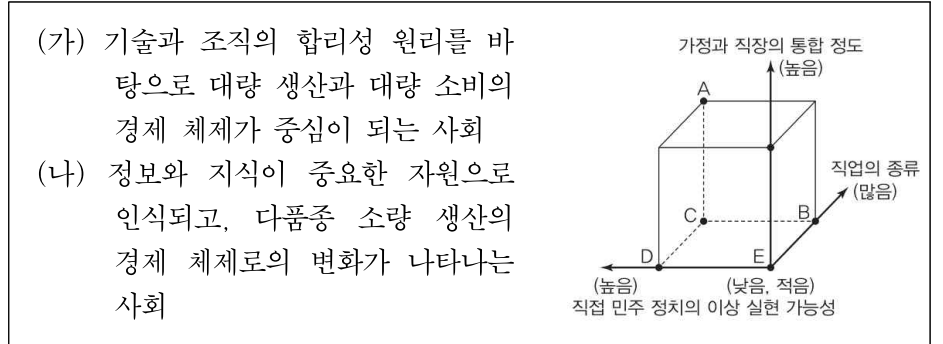 (가) 기술과 조직의 합리성 원리를 바
탕으로 대량 생산과 대량 소비의
경제 체제가 중심이 되는 사회
(나) 정보와 지식이 중요한 자원으로
인식되고, 다품종 소량 생산의
경제 체제로의 변화가 나타나는
사회
가정과 직장의 통합 정도
(높음)
A
직업의 종류
(많음)
C
B
D
E
(높음)
(낮음, 적음)
직접 민주 정치의 이상 실현 가능성